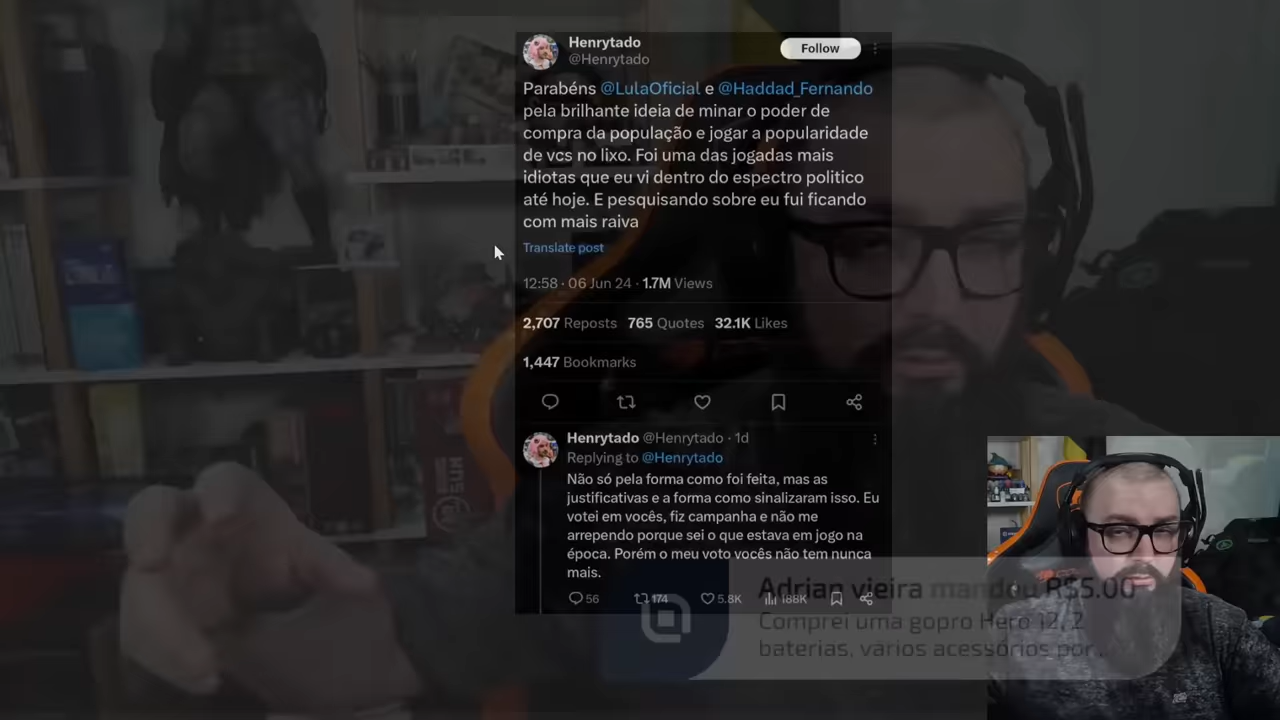 Henrytado
@Henrytado
Follow
Parabéns @LulaOficial e @Haddad_Fernando
pela brilhante ideia de minar o poder de
compra da população e jogar a popularidade
de vcs no lixo. Foi uma das jogadas mais
idiotas que eu vi dentro do espectro politico
até hoje. E pesquisando sobre eu fui ficando
com mais raiva
Translate post
12:58 · 06 Jun 24 · 1.7M Views
2,707 Reposts 765 Quotes 32.1K Likes
1,447 Bookmarks
Henrytado @Henrytado · 1d
Replying to @Henrytado
Não só pela forma como foi feita, mas as
justificativas e a forma como sinalizaram isso. Eu
votei em vocês, fiz campanha e não me
arrependo porque sei o que estava em jogo na
época. Porém o meu voto vocês não tem nunca
mais.
56 174 5.8K 188K
Adrian vieira mandou R$5.00
Comprei uma gopro Hero 12, 2
baterias, vários acessórios por...